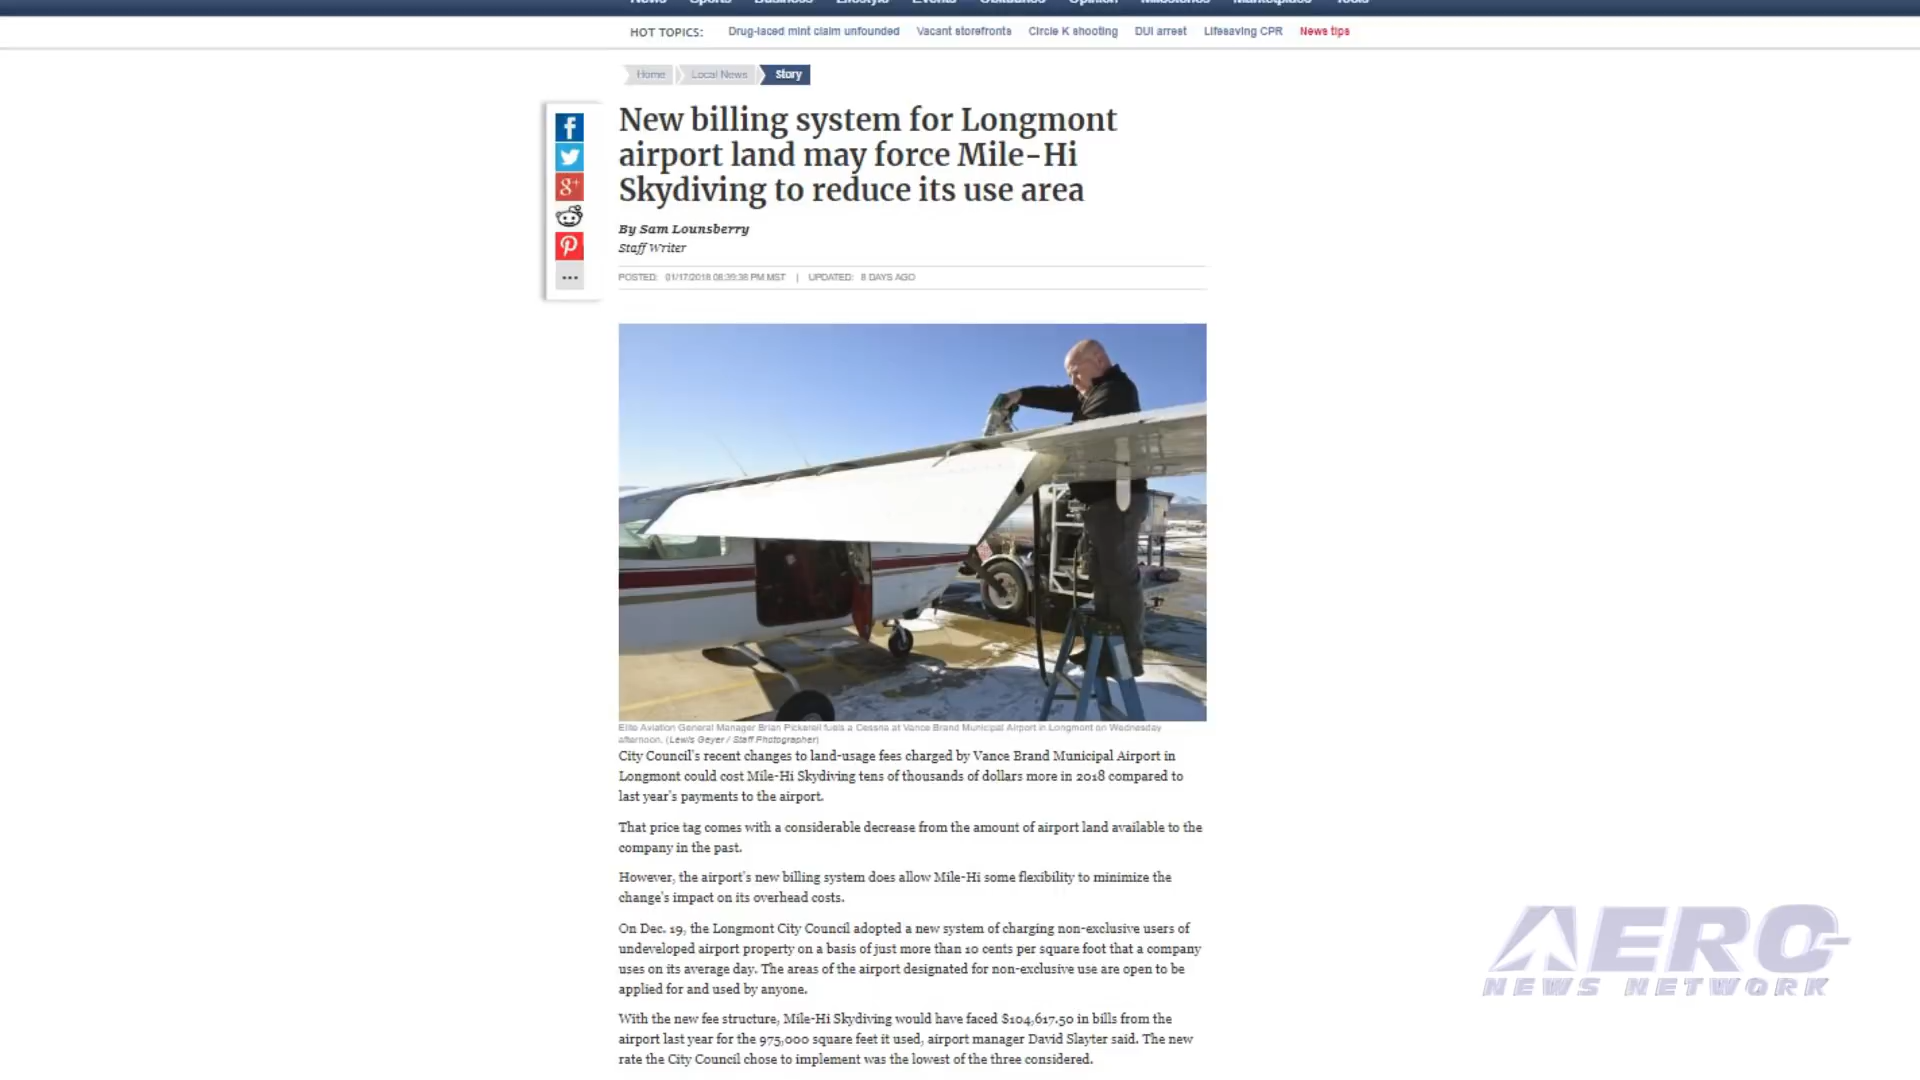 News Sports Business Lifestyle Events Obituaries Opinion Milestones Marketplace Tools
HOT TOPICS: Drug-laced mint claim unfounded Vacant storefronts Circle K shooting DUI arrest Lifesaving CPR News tips
Home Local News Story
New billing system for Longmont
airport land may force Mile-Hi
Skydiving to reduce its use area
By Sam Lounsberry
Staff Writer
POSTED: 01/17/2018 08:39:38 PM MST | UPDATED: 8 DAYS AGO
Elite Aviation General Manager Brian Pickerell fuels a Cessna at Vance Brand Municipal Airport in Longmont on Wednesday
afternoon. (Lewis Geyer / Staff Photographer)
City Council's recent changes to land-usage fees charged by Vance Brand Municipal Airport in
Longmont could cost Mile-Hi Skydiving tens of thousands of dollars more in 2018 compared to
last year's payments to the airport.
That price tag comes with a considerable decrease from the amount of airport land available to the
company in the past.
However, the airport's new billing system does allow Mile-Hi some flexibility to minimize the
change's impact on its overhead costs.
On Dec. 19, the Longmont City Council adopted a new system of charging non-exclusive users of
undeveloped airport property on a basis of just more than 10 cents per square foot that a company
uses on its average day. The areas of the airport designated for non-exclusive use are open to be
applied for and used by anyone.
With the new fee structure, Mile-Hi Skydiving would have faced $104,617.50 in bills from the
airport last year for the 975,000 square feet it used, airport manager David Slayter said. The new
rate the City Council chose to implement was the lowest of the three considered.
AERO
NEWS NETWORK